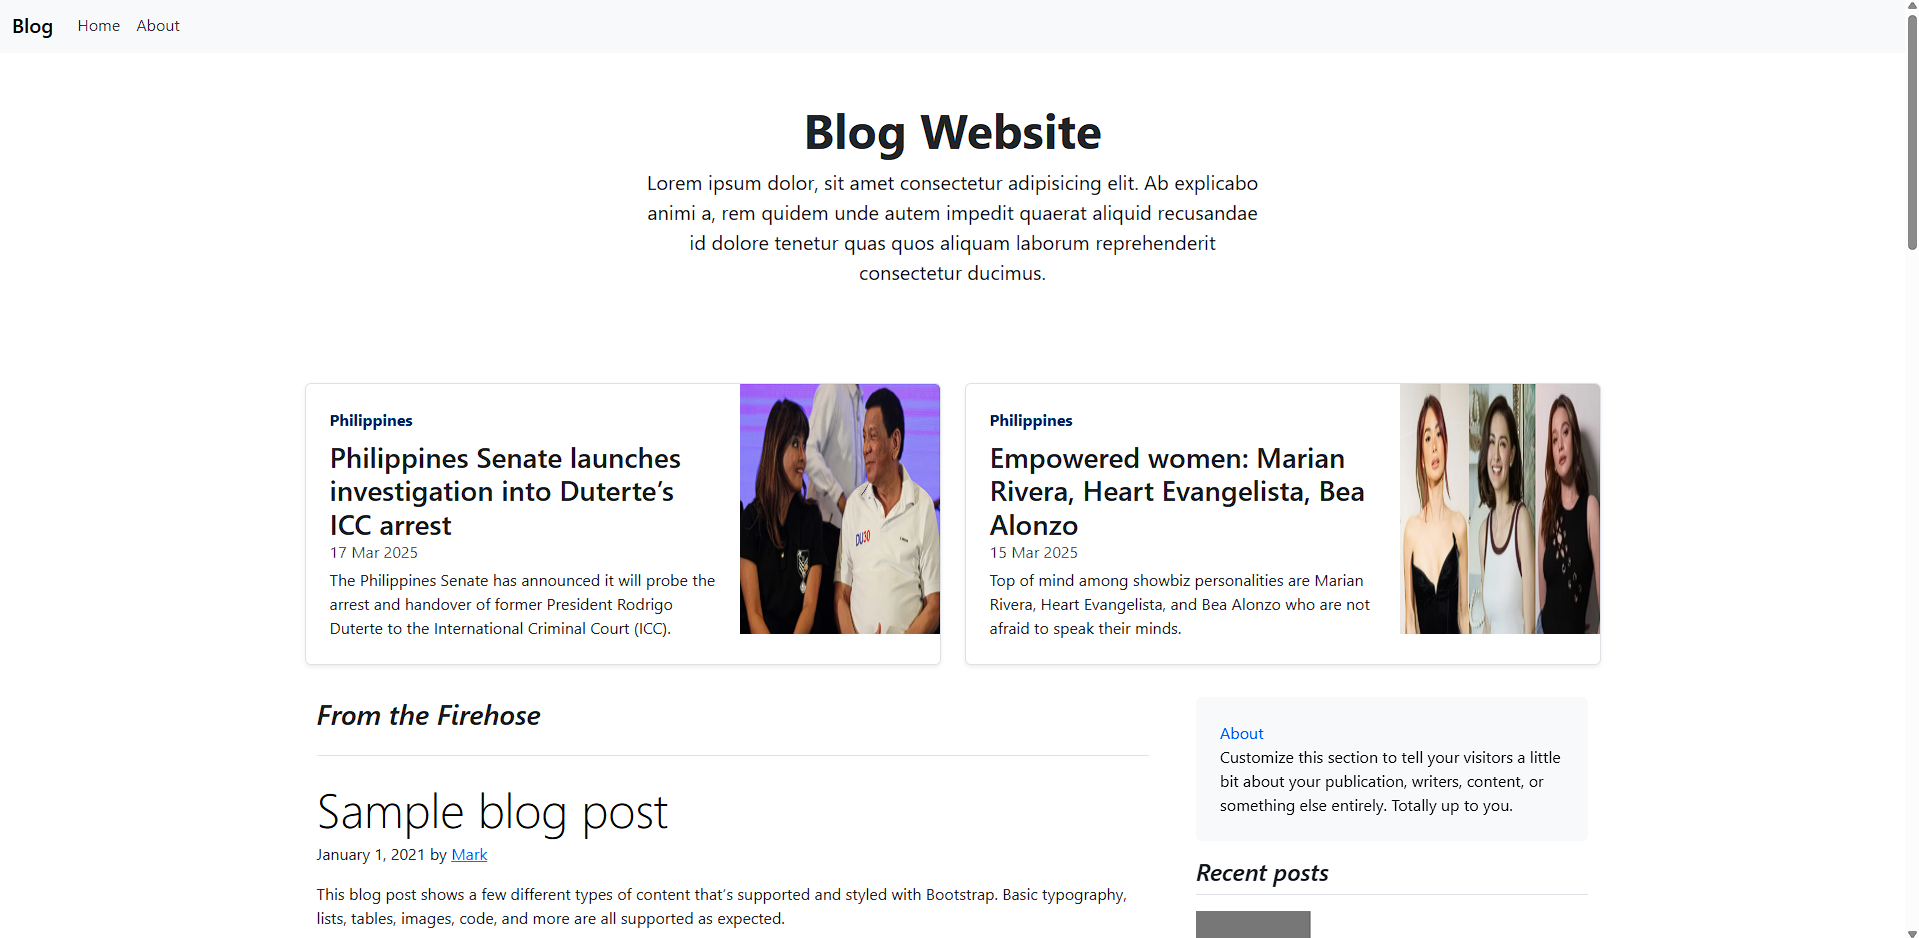 Blog Home About
Blog Website
Lorem ipsum dolor, sit amet consectetur adipisicing elit. Ab explicabo
animi a, rem quidem unde autem impedit quaerat aliquid recusandae
id dolore tenetur quas quos aliquam laborum reprehenderit
consectetur ducimus.
Philippines
Philippines Senate launches
investigation into Duterte’s
ICC arrest
17 Mar 2025
The Philippines Senate has announced it will probe the
arrest and handover of former President Rodrigo
Duterte to the International Criminal Court (ICC).
DU30
Philippines
Empowered women: Marian
Rivera, Heart Evangelista, Bea
Alonzo
15 Mar 2025
Top of mind among showbiz personalities are Marian
Rivera, Heart Evangelista, and Bea Alonzo who are not
afraid to speak their minds.
From the Firehose
Sample blog post
January 1, 2021 by Mark
This blog post shows a few different types of content that’s supported and styled with Bootstrap. Basic typography,
lists, tables, images, code, and more are all supported as expected.
About
Customize this section to tell your visitors a little
bit about your publication, writers, content, or
something else entirely. Totally up to you.
Recent posts